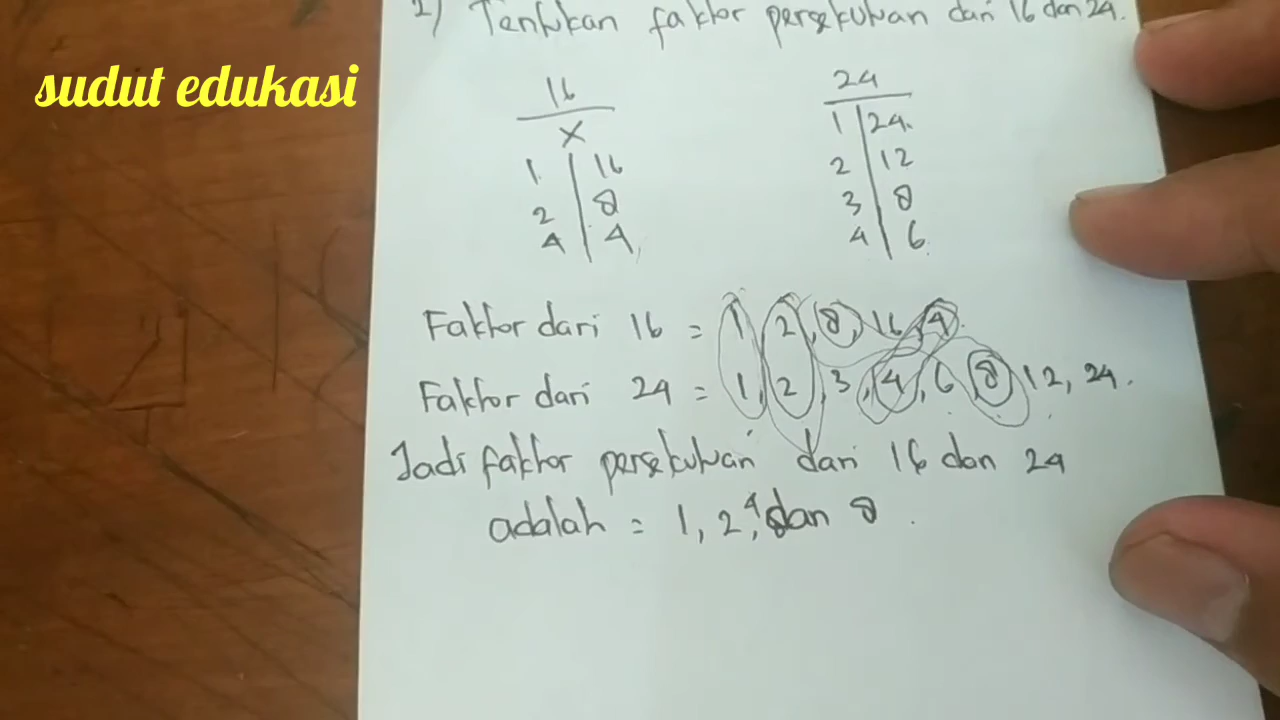 2) Tentukan faktor persekutuan dari 16 dan 24.
sudut edukasi
16
x
1 | 16
2 | 8
4 | 4
24
1 | 24
2 | 12
3 | 8
4 | 6
Faktor dari 16 = 1, 2, 8, 16, 4.
Faktor dari 24 = 1, 2, 3, 4, 6, 8, 12, 24.
Jadi faktor persekutuan dari 16 dan 24
adalah = 1, 2, 4, dan 8.